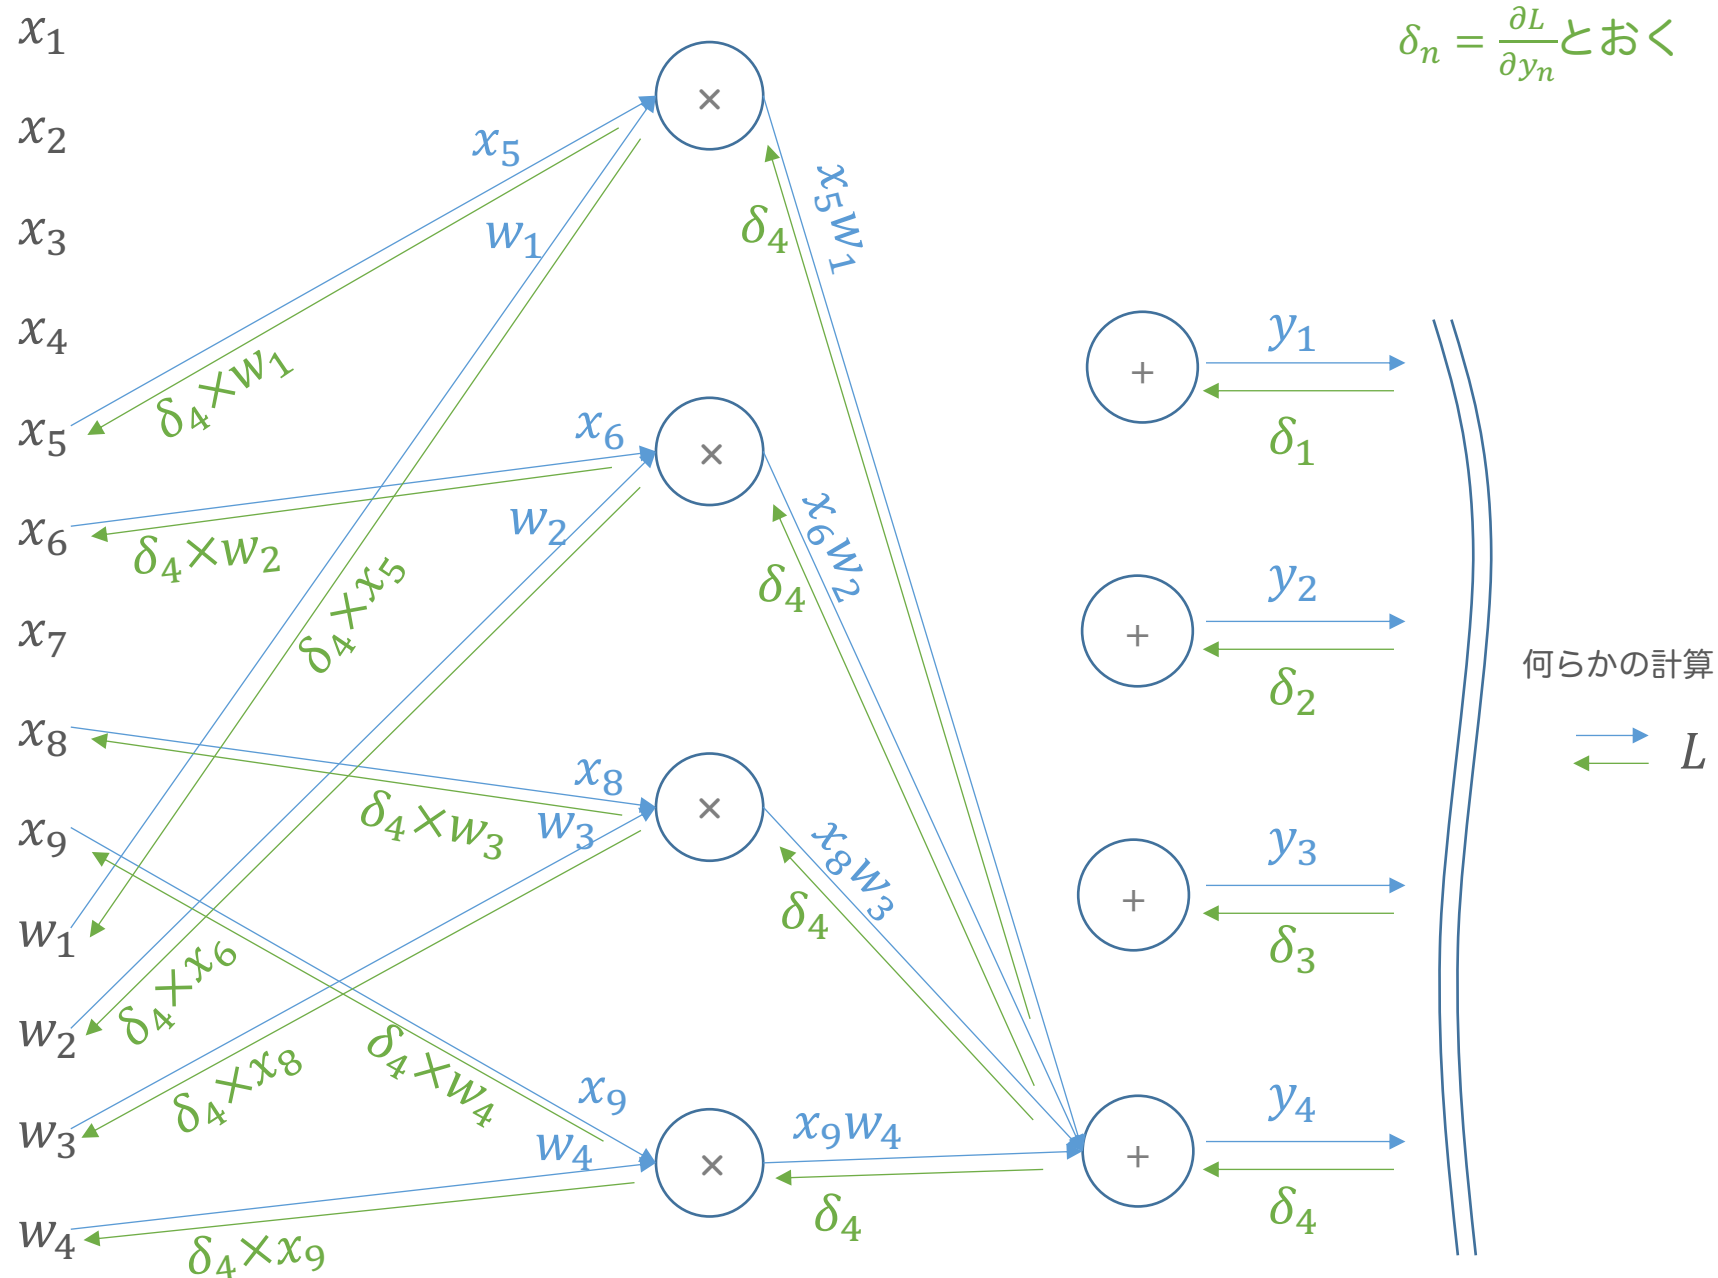 x₁
x₂
x₃
x₄
x₅
x₆
x₇
x₈
x₉
w₁
w₂
w₃
w₄
x₅
w₁
δ₄×w₁
δ₄×x₅
x₆
w₂
δ₄×w₂
δ₄×x₆
x₈
w₃
δ₄×w₃
δ₄×x₈
x₉
w₄
δ₄×w₄
δ₄×x₉
×
×
×
×
x₅w₁
δ₄
x₆w₂
δ₄
x₈w₃
δ₄
x₉w₄
δ₄
+
y₁
δ₁
+
y₂
δ₂
+
y₃
δ₃
+
y₄
δ₄
δₙ = ∂L/∂yₙ とおく
何らかの計算
L